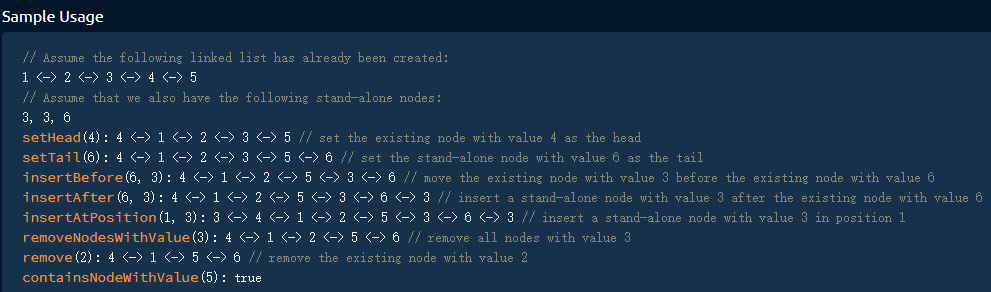 Sample Usage
// Assume the following linked list has already been created:
1 <-> 2 <-> 3 <-> 4 <-> 5
// Assume that we also have the following stand-alone nodes:
3, 3, 6
setHead(4): 4 <-> 1 <-> 2 <-> 3 <-> 5 // set the existing node with value 4 as the head
setTail(6): 4 <-> 1 <-> 2 <-> 3 <-> 5 <-> 6 // set the stand-alone node with value 6 as the tail
insertBefore(6, 3): 4 <-> 1 <-> 2 <-> 5 <-> 3 <-> 6 // move the existing node with value 3 before the existing node with value 6
insertAfter(6, 3): 4 <-> 1 <-> 2 <-> 5 <-> 3 <-> 6 <-> 3 // insert a stand-alone node with value 3 after the existing node with value 6
insertAtPosition(1, 3): 3 <-> 4 <-> 1 <-> 2 <-> 5 <-> 3 <-> 6 <-> 3 // insert a stand-alone node with value 3 in position 1
removeNodesWithValue(3): 4 <-> 1 <-> 2 <-> 5 <-> 6 // remove all nodes with value 3
remove(2): 4 <-> 1 <-> 5 <-> 6 // remove the existing node with value 2
containsNodeWithValue(5): true